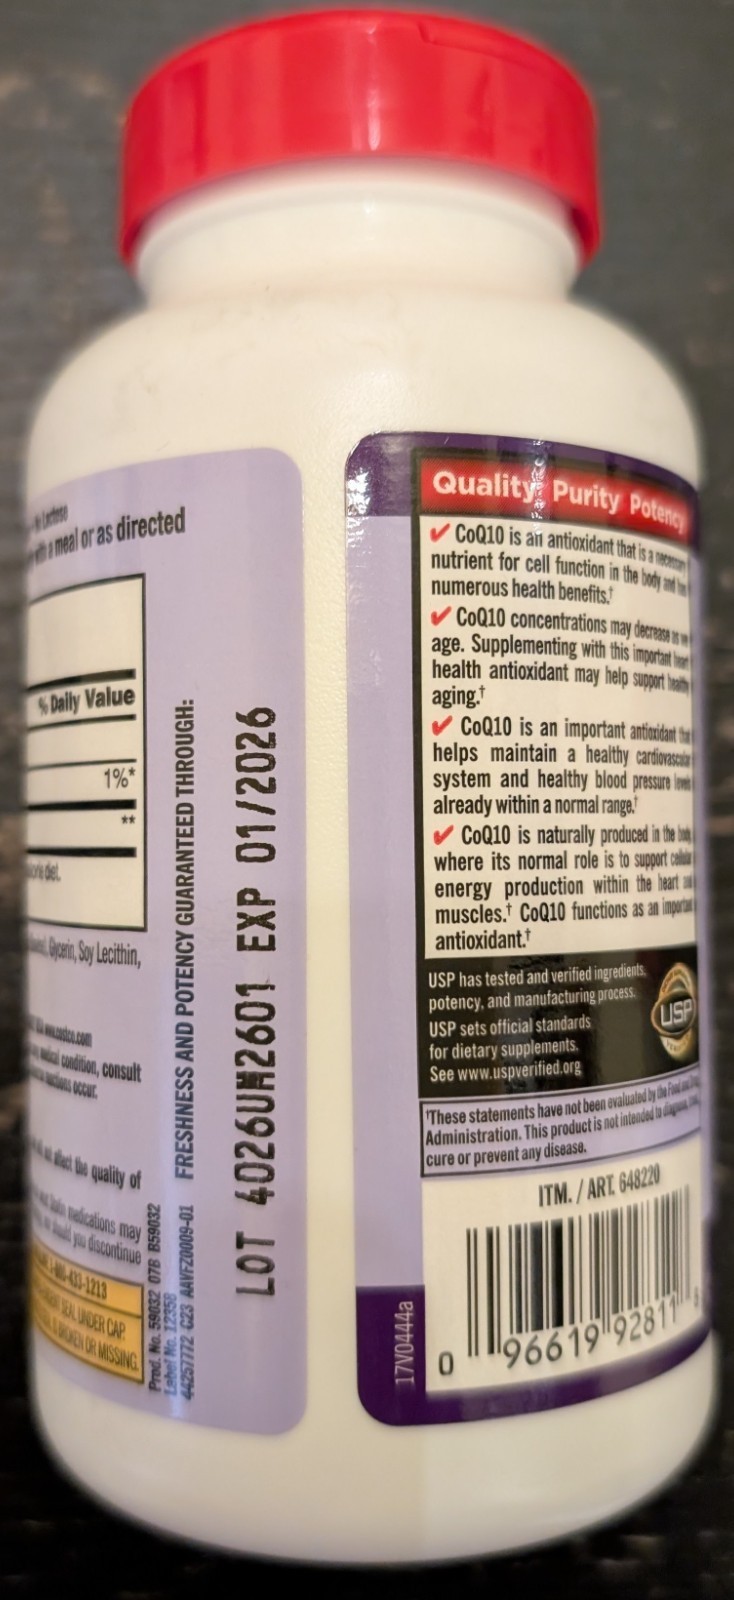 with a meal or as directed
% Daily Value
1%*
**
diet.
Glycerin, Soy Lecithin,
www.costco.com
medical condition, consult
reactions occur.
affect the quality of
medications may
should you discontinue
433-1213
SEAL UNDER CAP.
IS BROKEN OR MISSING.
Prod. No. 59032 07B B59032
Label No. 12358
44257772 C23 AAVFZ0009-01
FRESHNESS AND POTENCY GUARANTEED THROUGH:
LOT 4026UH2601 EXP 01/2026
Quality Purity Potency
✔ CoQ10 is an antioxidant that is a necessary
nutrient for cell function in the body and
numerous health benefits.†
✔ CoQ10 concentrations may decrease as we
age. Supplementing with this important heart
health antioxidant may help support healthy
aging.†
✔ CoQ10 is an important antioxidant that
helps maintain a healthy cardiovascular
system and healthy blood pressure levels
already within a normal range.†
✔ CoQ10 is naturally produced in the body,
where its normal role is to support cellular
energy production within the heart and
muscles.† CoQ10 functions as an important
antioxidant.†
USP has tested and verified ingredients,
potency, and manufacturing process.
USP sets official standards
for dietary supplements.
See www.uspverified.org
USP
†These statements have not been evaluated by the Food and Drug
Administration. This product is not intended to diagnose,
cure or prevent any disease.
ITM. / ART. 648220
17V0444a
0 96619 92811 8